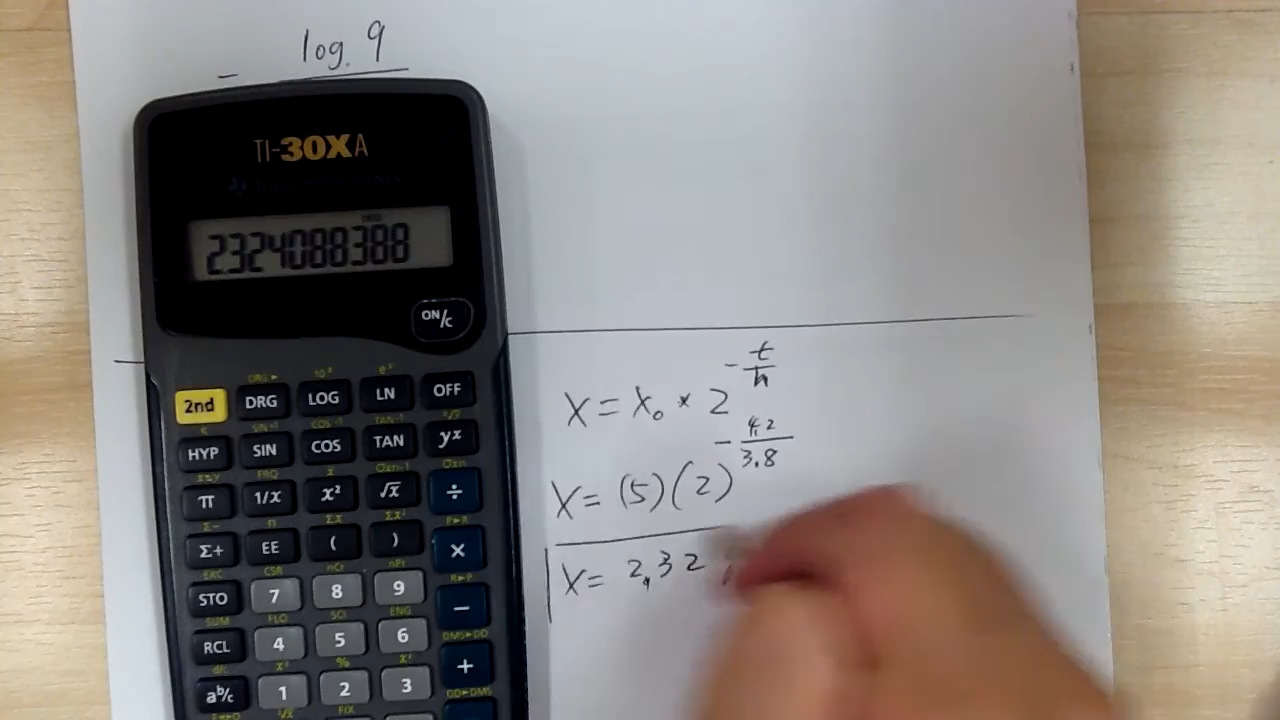 - log. 9
TI-30XA
2.324088388
ON/C
2nd DRG LOG LN OFF
HYP SIN COS TAN yx
π 1/x x² √x ÷
Σ+ EE ( ) ×
STO 7 8 9 −
RCL 4 5 6 +
ab/c 1 2 3
X = X₀ * 2^(-t/h)
X = (5)(2)^(-4.2/3.8)
X = 2.32